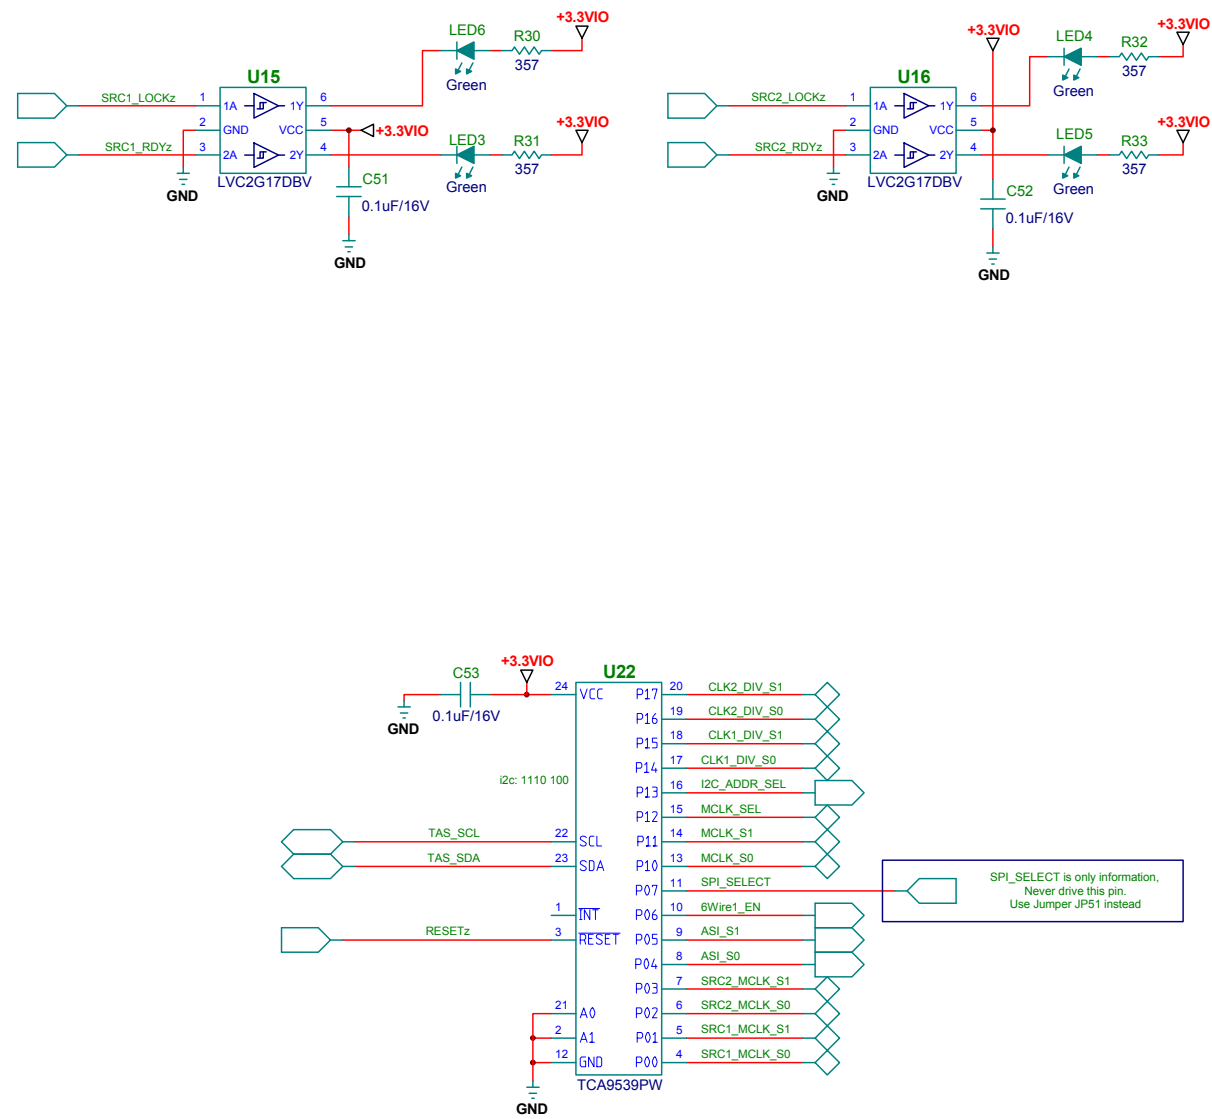 +3.3VIO
LED6
R30
357
Green
U15
SRC1_LOCKz
1
1A
1Y
6
2
GND
VCC
5
+3.3VIO
SRC1_RDYz
3
2A
2Y
4
LVC2G17DBV
GND
+3.3VIO
LED3
R31
357
Green
C51
0.1uF/16V
GND
+3.3VIO
+3.3VIO
LED4
R32
357
Green
U16
SRC2_LOCKz
1
1A
1Y
6
2
GND
VCC
5
SRC2_RDYz
3
2A
2Y
4
LVC2G17DBV
GND
+3.3VIO
LED5
R33
357
Green
C52
0.1uF/16V
GND
+3.3VIO
C53
0.1uF/16V
GND
U22
24
VCC
P17
20
CLK2_DIV_S1
P16
19
CLK2_DIV_S0
P15
18
CLK1_DIV_S1
P14
17
CLK1_DIV_S0
i2c: 1110 100
P13
16
I2C_ADDR_SEL
P12
15
MCLK_SEL
TAS_SCL
22
SCL
P11
14
MCLK_S1
TAS_SDA
23
SDA
P10
13
MCLK_S0
P07
11
SPI_SELECT
SPI_SELECT is only information,
Never drive this pin.
Use Jumper JP51 instead
1
INT
P06
10
6Wire1_EN
RESETz
3
RESET
P05
9
ASI_S1
P04
8
ASI_S0
P03
7
SRC2_MCLK_S1
21
A0
P02
6
SRC2_MCLK_S0
2
A1
P01
5
SRC1_MCLK_S1
12
GND
P00
4
SRC1_MCLK_S0
TCA9539PW
GND